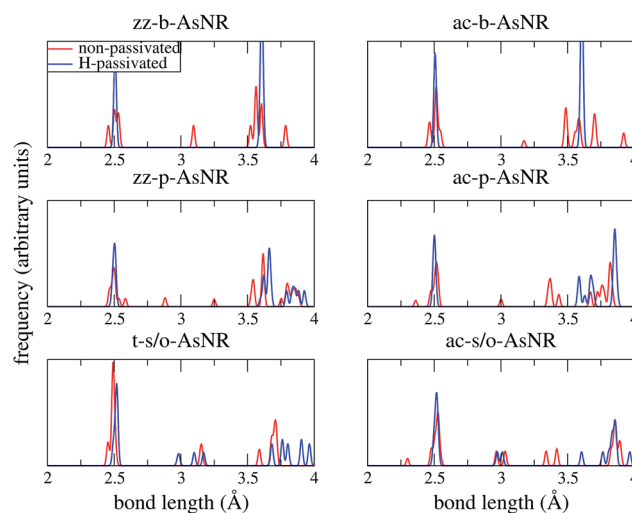 zz-b-AsNR
ac-b-AsNR
non-passivated
H-passivated
2 2.5 3 3.5 4
2 2.5 3 3.5 4
zz-p-AsNR
ac-p-AsNR
2 2.5 3 3.5 4
2 2.5 3 3.5 4
t-s/o-AsNR
ac-s/o-AsNR
2 2.5 3 3.5 4
2 2.5 3 3.5 4
bond length (Å)
bond length (Å)
frequency (arbitrary units)